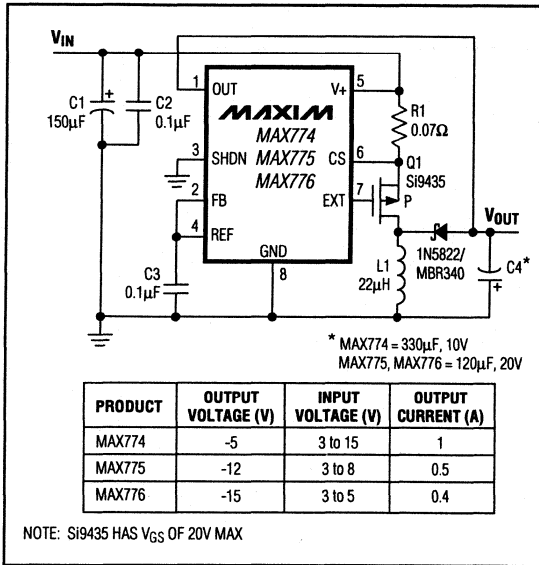 VIN
1 OUT V+ 5
C1 150µF
C2 0.1µF
MAXIM
MAX774
MAX775
MAX776
R1 0.07Ω
3 SHDN CS 6
Q1 Si9435
2 FB EXT 7
P
4 REF
GND
8
VOUT
1N5822/
MBR340
C4*
+
L1 22µH
C3 0.1µF
* MAX774 = 330µF, 10V
MAX775, MAX776 = 120µF, 20V
PRODUCT OUTPUT VOLTAGE (V) INPUT VOLTAGE (V) OUTPUT CURRENT (A)
MAX774 -5 3 to 15 1
MAX775 -12 3 to 8 0.5
MAX776 -15 3 to 5 0.4
NOTE: Si9435 HAS VGS OF 20V MAX